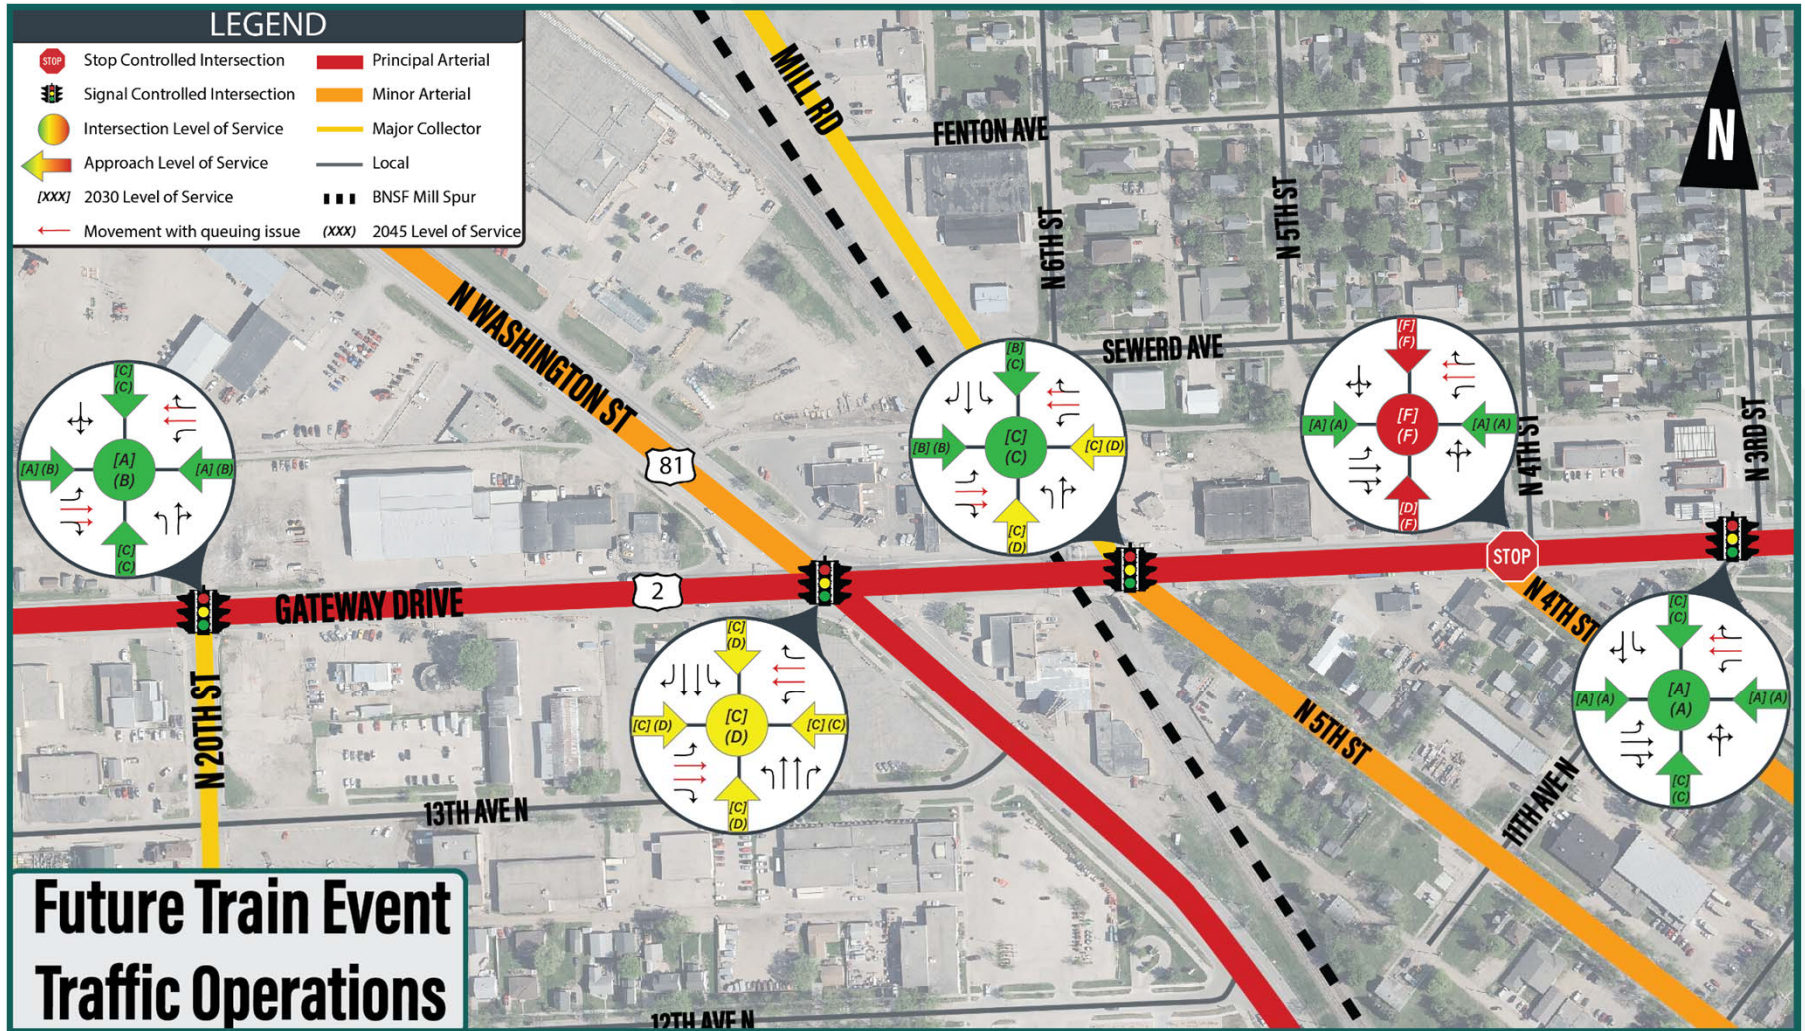 LEGEND
STOP Stop Controlled Intersection
Principal Arterial
Signal Controlled Intersection
Minor Arterial
Intersection Level of Service
Major Collector
Approach Level of Service
Local
[XXX] 2030 Level of Service
BNSF Mill Spur
Movement with queuing issue
(XXX) 2045 Level of Service
MILL RD
FENTON AVE
N 6TH ST
N 5TH ST
N
N WASHINGTON ST
81
SEWERD AVE
N 4TH ST
N 3RD ST
[C]
(C)
[A] (B)
[A]
(B)
[A] (B)
[C]
(C)
[B]
(C)
[B] (B)
[C]
(C)
[C] (D)
[C]
(D)
[F]
(F)
[A] (A)
[F]
(F)
[A] (A)
[D]
(F)
STOP
GATEWAY DRIVE
2
N 4TH ST
[C]
(D)
[C] (D)
[C]
(D)
[C] (C)
[C]
(D)
[C]
(C)
[A] (A)
[A]
(A)
[A] (A)
[C]
(C)
N 20TH ST
N 5TH ST
13TH AVE N
11TH AVE N
12TH AVE N
Future Train Event
Traffic Operations